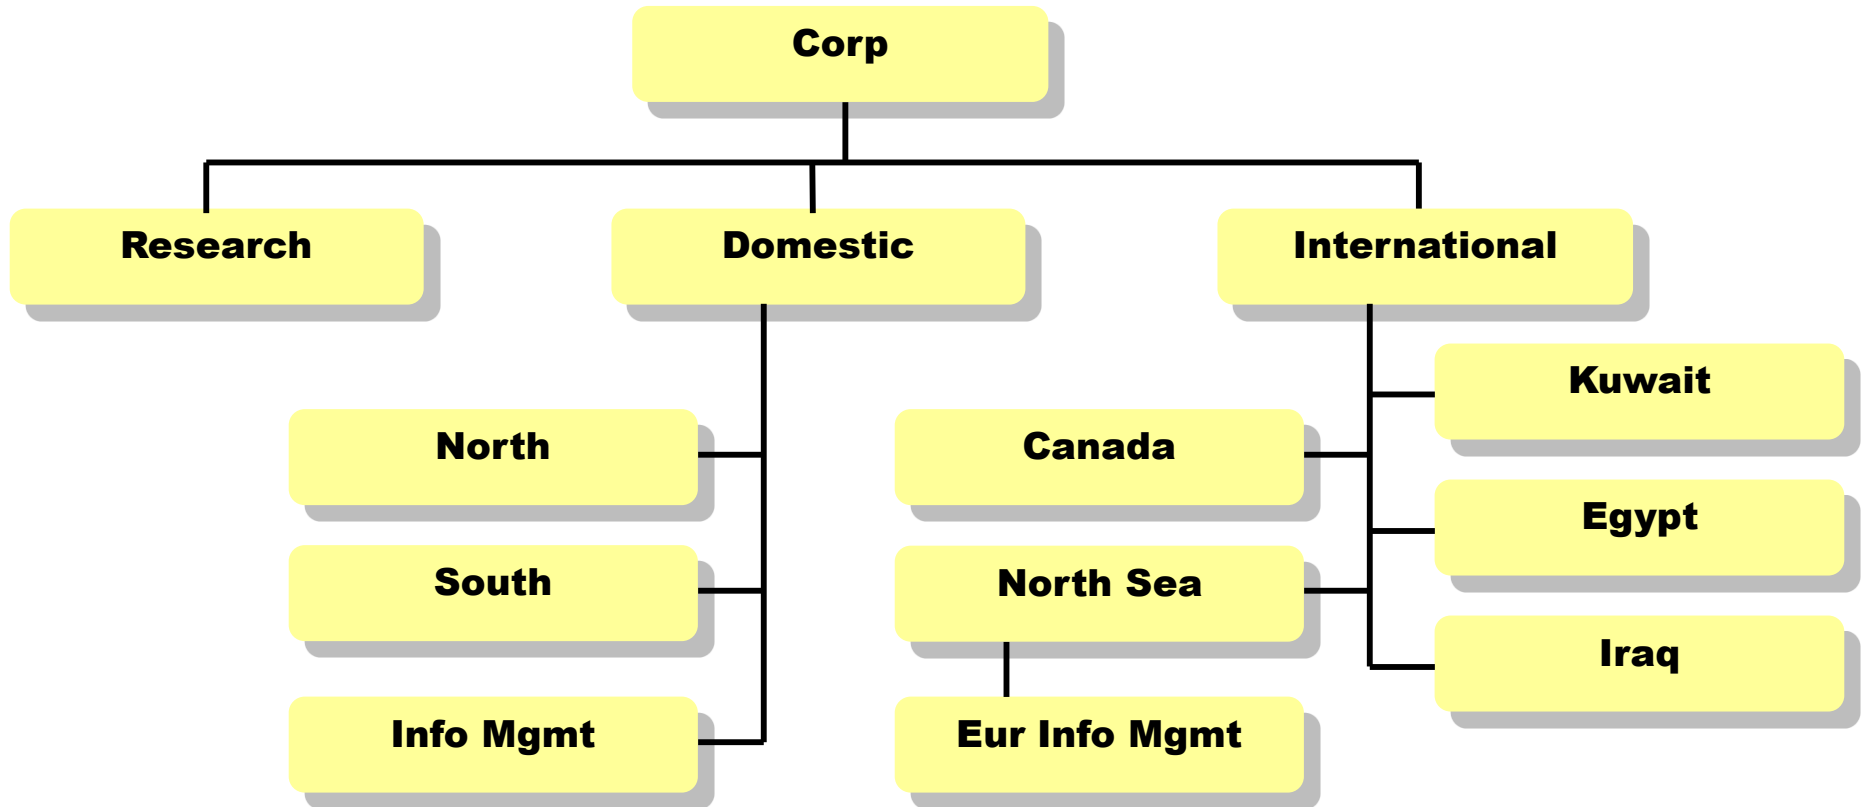 Corp
Research
Domestic
International
North
South
Info Mgmt
Canada
North Sea
Eur Info Mgmt
Kuwait
Egypt
Iraq